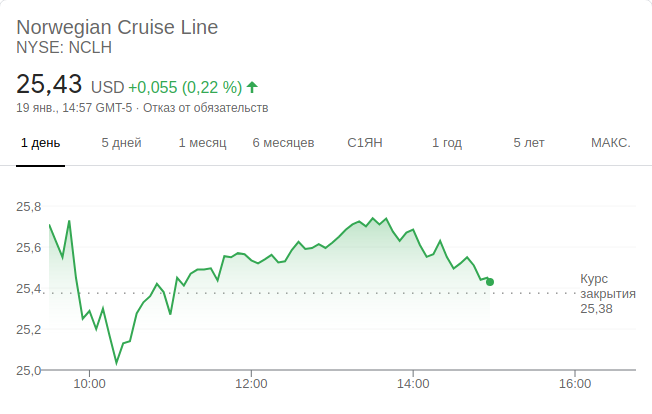 Norwegian Cruise Line
NYSE: NCLH
25,43 USD +0,055 (0,22 %)
19 янв., 14:57 GMT-5 · Отказ от обязательств
1 день 5 дней 1 месяц 6 месяцев С1ЯН 1 год 5 лет МАКС.
25,8
25,6
25,4
25,2
25,0
Курс
закрытия
25,38
10:00 12:00 14:00 16:00